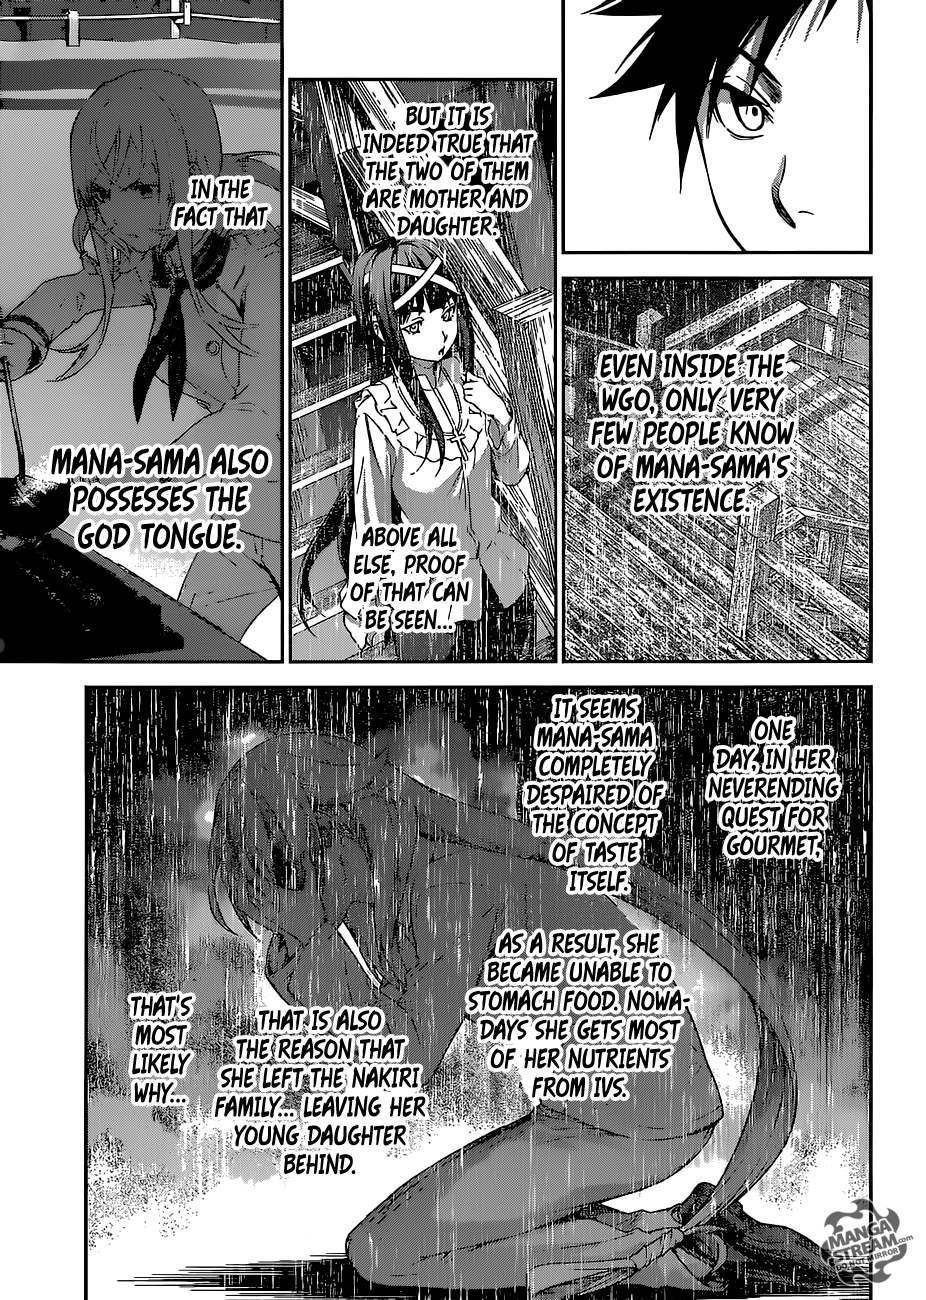 EVEN INSIDE THE
WGO, ONLY VERY
FEW PEOPLE KNOW
OF MANA-SAMA'S
EXISTENCE.
BUT IT IS
INDEED TRUE THAT
THE TWO OF THEM
ARE MOTHER AND
DAUGHTER.
ABOVE ALL
ELSE, PROOF
OF THAT CAN
BE SEEN...
IN THE
FACT THAT
MANA-SAMA ALSO
POSSESSES THE
GOD TONGUE.
ONE
DAY, IN HER
NEVERENDING
QUEST FOR
GOURMET,
IT SEEMS
MANA-SAMA
COMPLETELY
DESPAIRED OF
THE CONCEPT
OF TASTE
ITSELF.
AS A RESULT, SHE
BECAME UNABLE TO
STOMACH FOOD. NOWA-
DAYS SHE GETS MOST
OF HER NUTRIENTS
FROM IVS.
THAT IS ALSO
THE REASON THAT
SHE LEFT THE NAKIRI
FAMILY... LEAVING HER
YOUNG DAUGHTER
BEHIND.
THAT'S
MOST
LIKELY
WHY...
MANGA
STREAM.com
DO NOT MIRROR